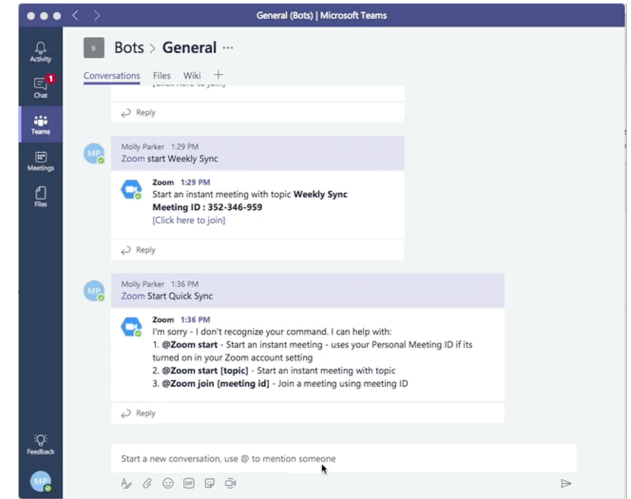 General (Bots) | Microsoft Teams
Activity
1
Chat
Teams
Meetings
Files
Feedback
MP
B
Bots > General ...
Conversations Files Wiki +
Reply
MP
Molly Parker 1:29 PM
Zoom start Weekly Sync
Zoom 1:29 PM
Start an instant meeting with topic Weekly Sync
Meeting ID : 352-346-959
[Click here to join]
Reply
MP
Molly Parker 1:36 PM
Zoom Start Quick Sync
Zoom 1:36 PM
I'm sorry - I don't recognize your command. I can help with:
1. @Zoom start - Start an instant meeting - uses your Personal Meeting ID if its
turned on in your Zoom account setting
2. @Zoom start [topic] - Start an instant meeting with topic
3. @Zoom join [meeting id] - Join a meeting using meeting ID
Reply
Start a new conversation, use @ to mention someone
GIF